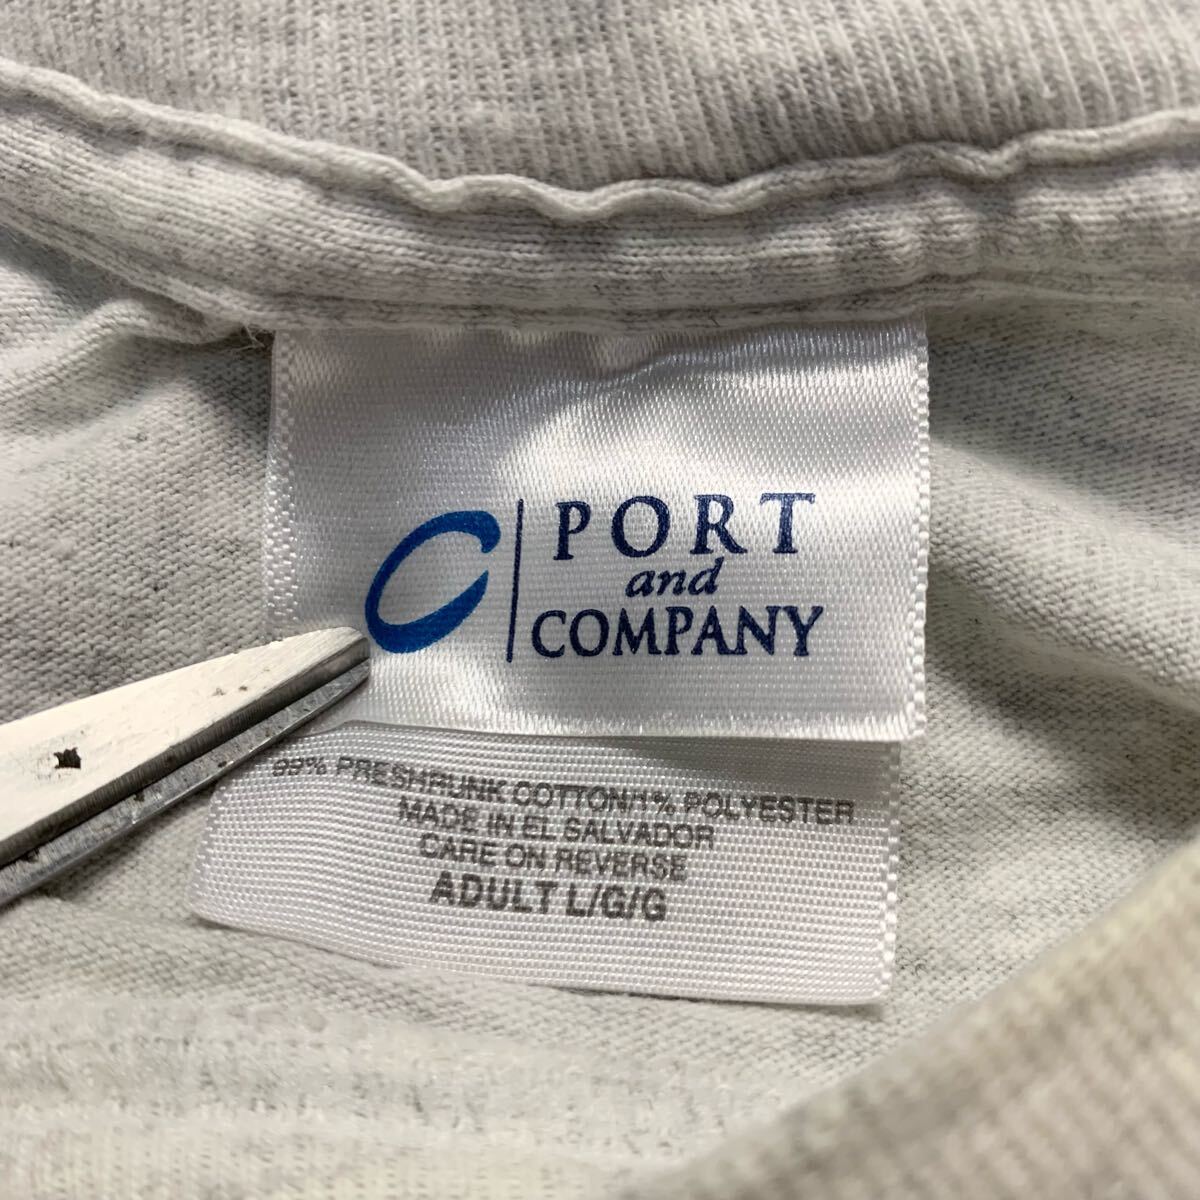 PORT
and
COMPANY
99% PRESHRUNK COTTON/1% POLYESTER
MADE IN EL SALVADOR
CARE ON REVERSE
ADULT L/G/G